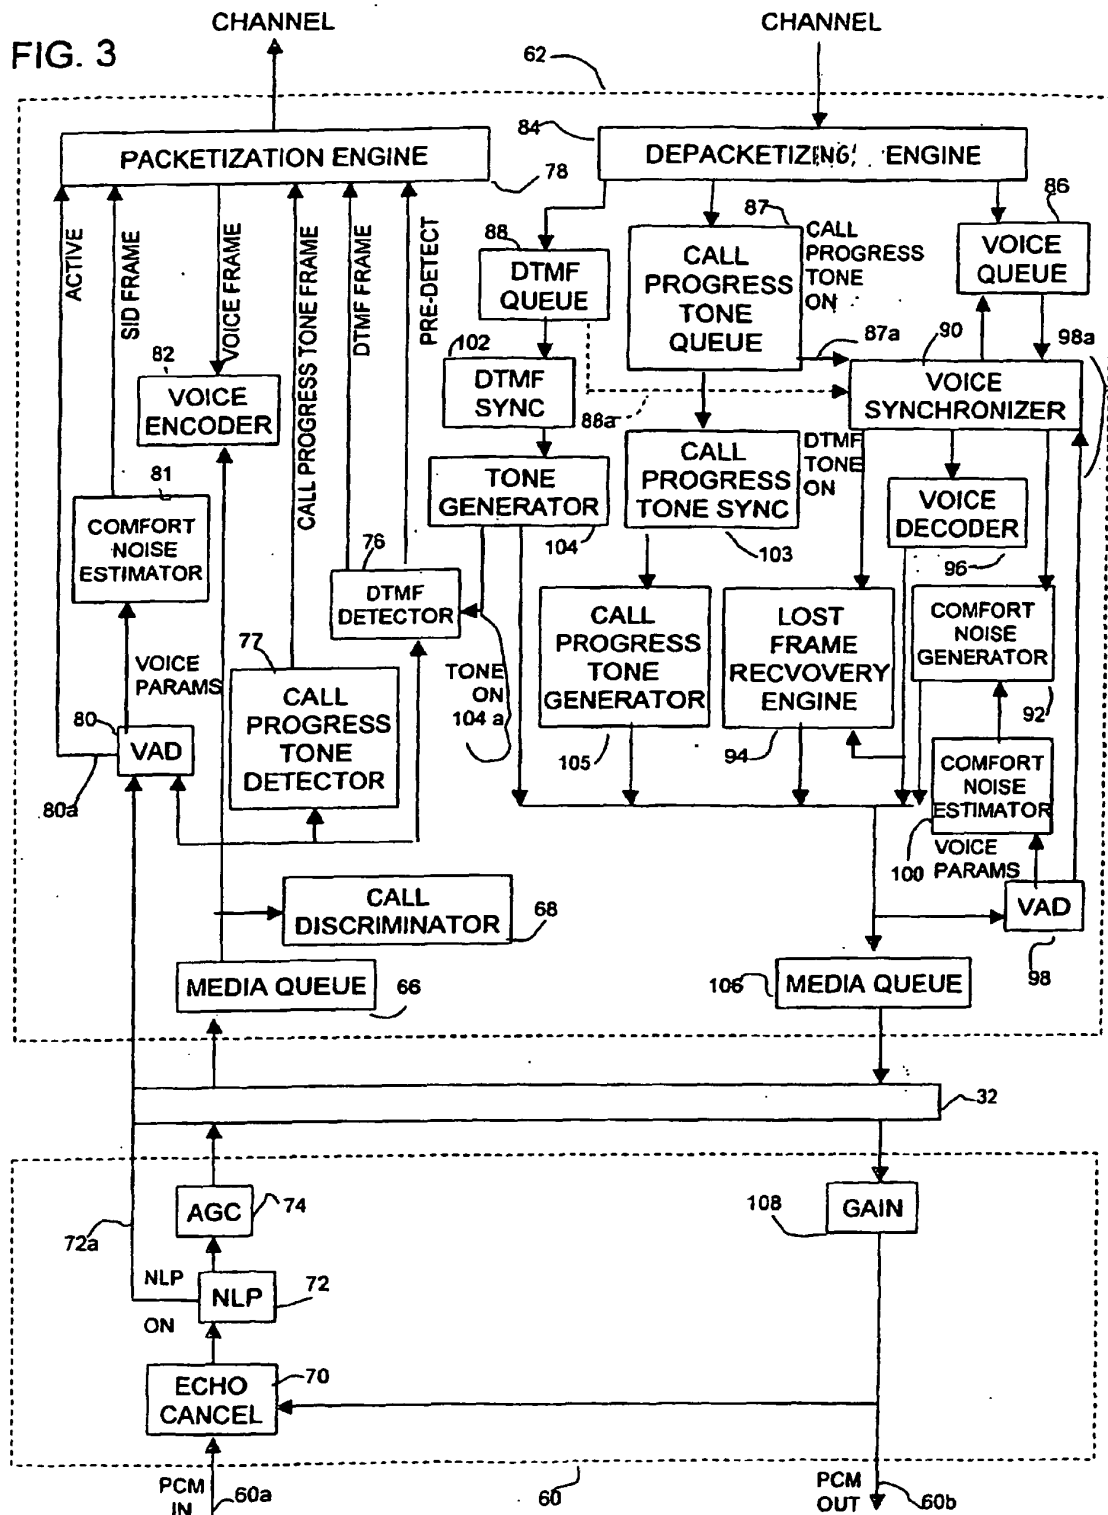 CHANNEL
CHANNEL
FIG. 3
62
84
PACKETIZATION ENGINE
78
DEPACKETIZING ENGINE
86
87
88
ACTIVE
SID FRAME
VOICE FRAME
CALL PROGRESS TONE FRAME
DTMF FRAME
PRE-DETECT
DTMF
QUEUE
CALL
PROGRESS
TONE
QUEUE
CALL
PROGRESS
TONE
ON
VOICE
QUEUE
87a
90
98a
82
VOICE
ENCODER
102
DTMF
SYNC
88a
VOICE
SYNCHRONIZER
81
COMFORT
NOISE
ESTIMATOR
TONE
GENERATOR
104
CALL
PROGRESS
TONE SYNC
103
DTMF
TONE
ON
VOICE
DECODER
96
76
DTMF
DETECTOR
CALL
PROGRESS
TONE
GENERATOR
105
LOST
FRAME
RECVOVERY
ENGINE
94
COMFORT
NOISE
GENERATOR
92
VOICE
PARAMS
77
CALL
PROGRESS
TONE
DETECTOR
TONE
ON
104 a
80
VAD
80a
COMFORT
NOISE
ESTIMATOR
100
VOICE
PARAMS
CALL
DISCRIMINATOR
68
VAD
98
MEDIA QUEUE
66
106
MEDIA QUEUE
32
AGC
74
108
GAIN
72a
NLP
ON
NLP
72
ECHO
CANCEL
70
PCM
IN
60a
60
PCM
OUT
60b